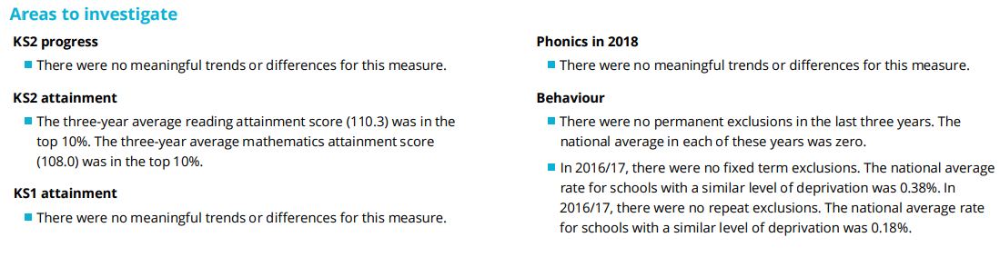 Areas to investigate
KS2 progress
There were no meaningful trends or differences for this measure.
KS2 attainment
The three-year average reading attainment score (110.3) was in the
top 10%. The three-year average mathematics attainment score
(108.0) was in the top 10%.
KS1 attainment
There were no meaningful trends or differences for this measure.
Phonics in 2018
There were no meaningful trends or differences for this measure.
Behaviour
There were no permanent exclusions in the last three years. The
national average in each of these years was zero.
In 2016/17, there were no fixed term exclusions. The national average
rate for schools with a similar level of deprivation was 0.38%. In
2016/17, there were no repeat exclusions. The national average rate
for schools with a similar level of deprivation was 0.18%.